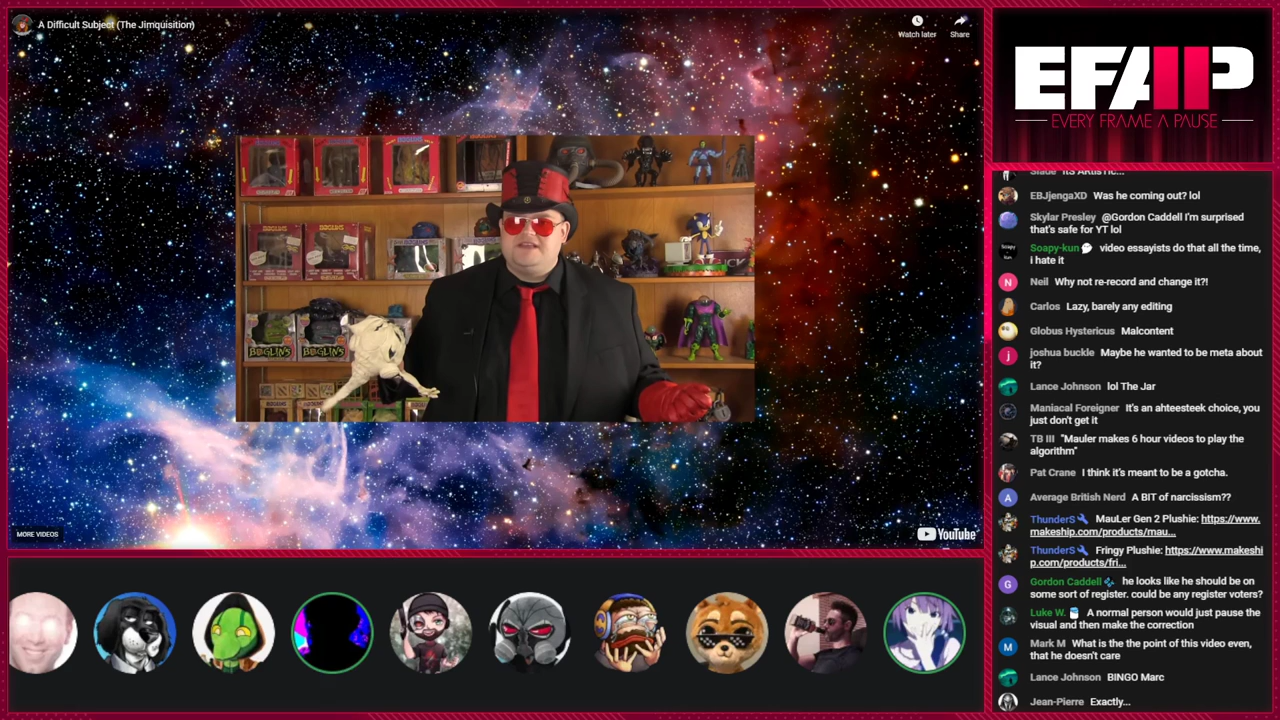 A Difficult Subject (The Jimquisition)
Watch later
Share
MORE VIDEOS
YouTube
BOGLINS
BOGLINS
BOGLINS
BOGLINS
EFAP
EVERY FRAME A PAUSE
EBJjengaXD Was he coming out? lol
Skylar Presley @Gordon Caddell I'm surprised
that's safe for YT lol
Soapy-kun video essayists do that all the time,
i hate it
Neil Why not re-record and change it?!
Carlos Lazy, barely any editing
Globus Hystericus Malcontent
joshua buckle Maybe he wanted to be meta about
it?
Lance Johnson lol The Jar
Maniacal Foreigner It's an ahteesteek choice, you
just don't get it
TB III "Mauler makes 6 hour videos to play the
algorithm"
Pat Crane I think it's meant to be a gotcha.
A
Average British Nerd A BIT of narcissism??
ThunderS MauLer Gen 2 Plushie: https://www.
makeship.com/products/mau...
ThunderS Fringy Plushie: https://www.makeshi
p.com/products/fri...
G
Gordon Caddell he looks like he should be on
some sort of register. could be any register voters?
Luke W. A normal person would just pause the
visual and then make the correction
M
Mark M What is the the point of this video even,
that he doesn't care
Lance Johnson BINGO Marc
Jean-Pierre Exactly...